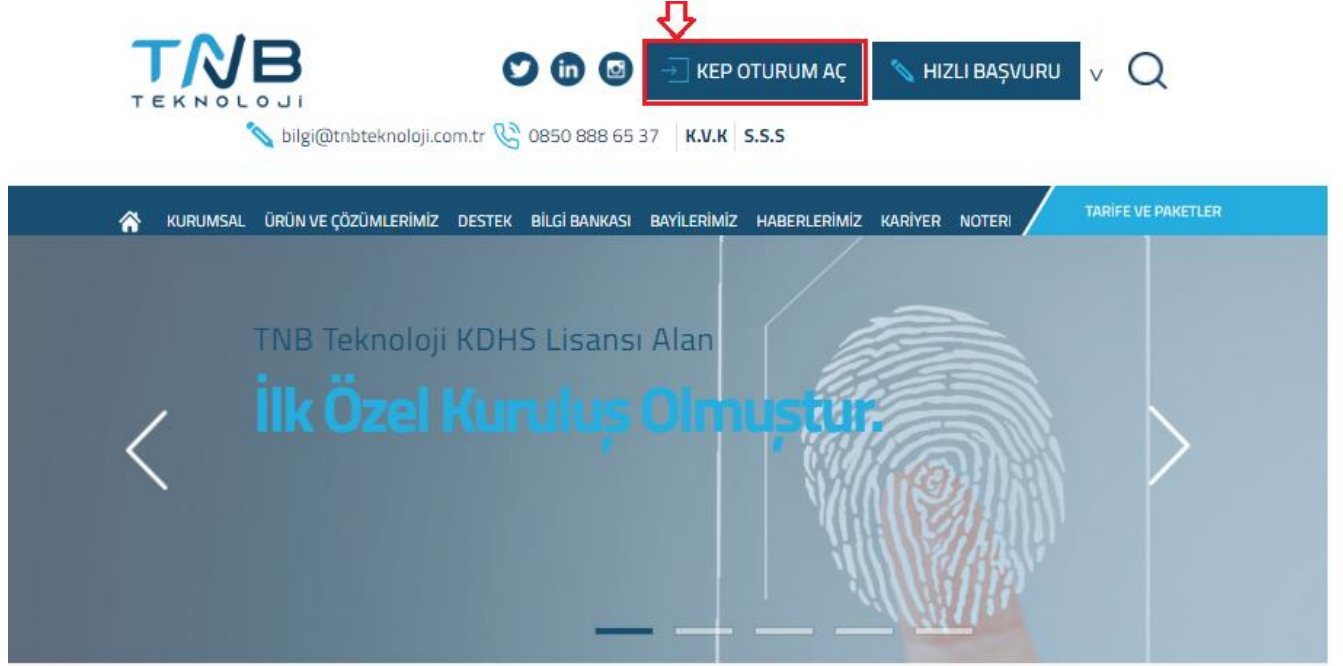 TNB
TEKNOLOJİ
in
KEP OTURUM AÇ
HIZLI BAŞVURU
v
bilgi@tnbteknoloji.com.tr
0850 888 65 37
K.V.K
S.S.S
KURUMSAL
ÜRÜN VE ÇÖZÜMLERİMİZ
DESTEK
BİLGİ BANKASI
BAYİLERİMİZ
HABERLERİMİZ
KARİYER
NOTERI
TARİFE VE PAKETLER
TNB Teknoloji KDHS Lisansı Alan
İlk Özel Kuruluş Olmuştur.